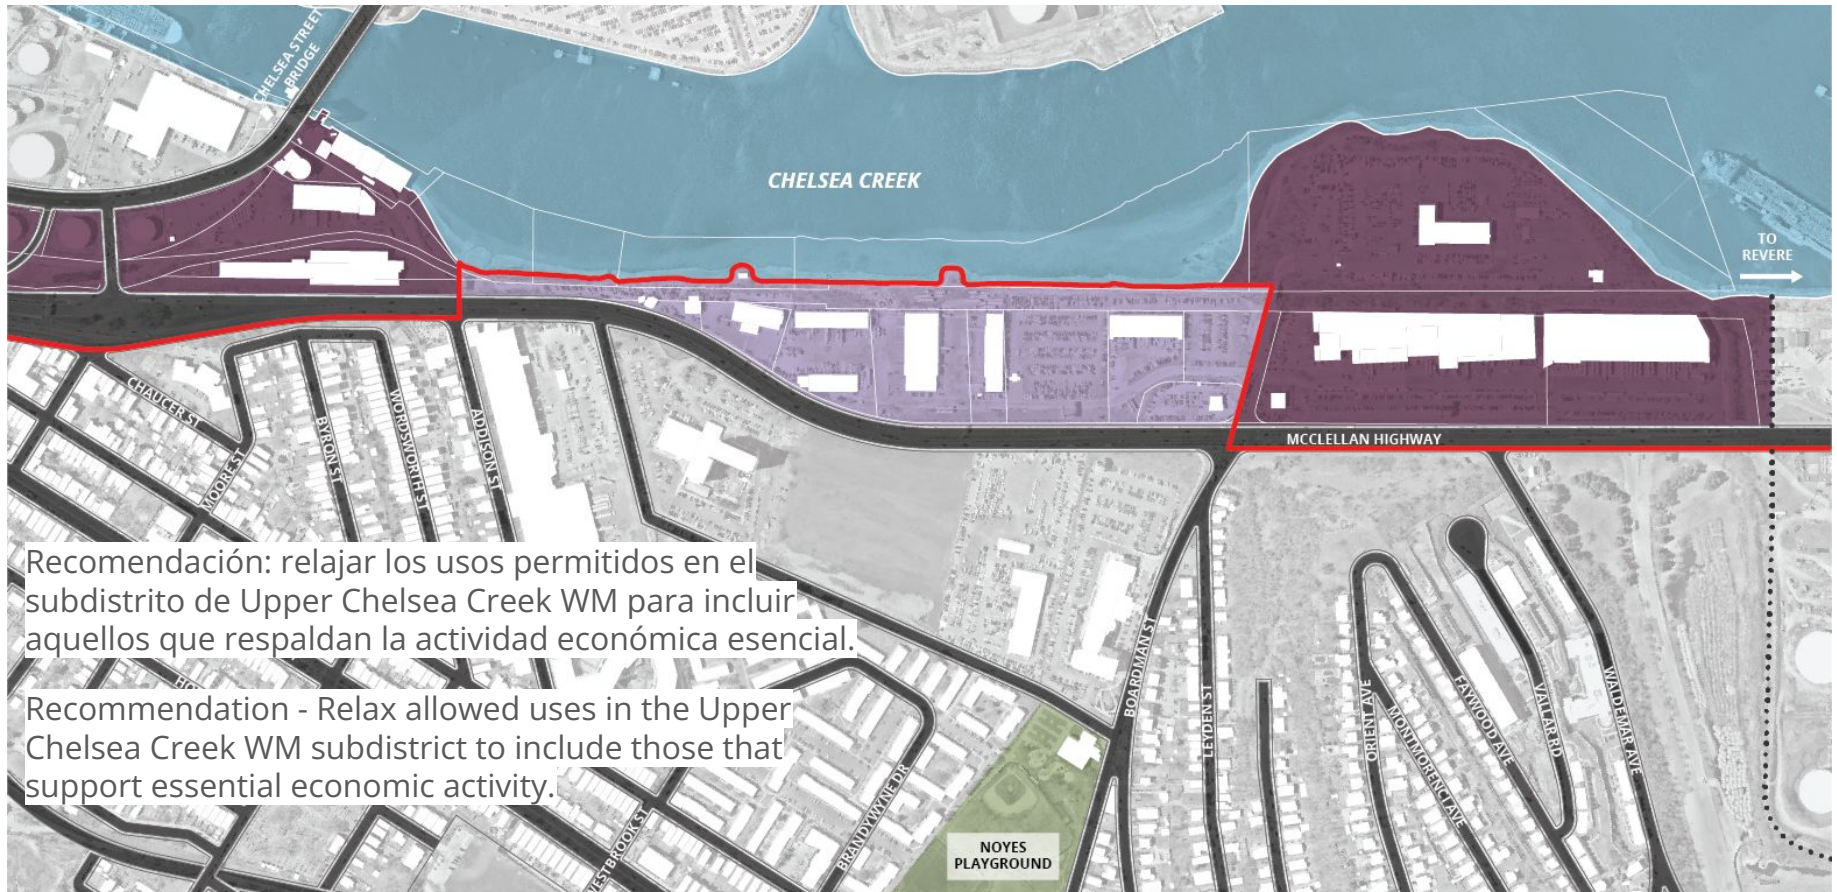 CHELSEA STREET
BRIDGE
CHELSEA CREEK
TO
REVERE
MCCLELLAN HIGHWAY
CHAUCER ST
MOORE ST
BYRON ST
WORDSWORTH ST
ADDISON ST
Recomendación: relajar los usos permitidos en el
subdistrito de Upper Chelsea Creek WM para incluir
aquellos que respaldan la actividad económica esencial.
Recommendation - Relax allowed uses in the Upper
Chelsea Creek WM subdistrict to include those that
support essential economic activity.
BOARDMAN ST
LEYDEN ST
ORIENT AVE
MONTMORENCI AVE
FAYWOOD AVE
VALLAR RD
WALDEMAR AVE
BRANDYWYNE DR
NOYES
PLAYGROUND